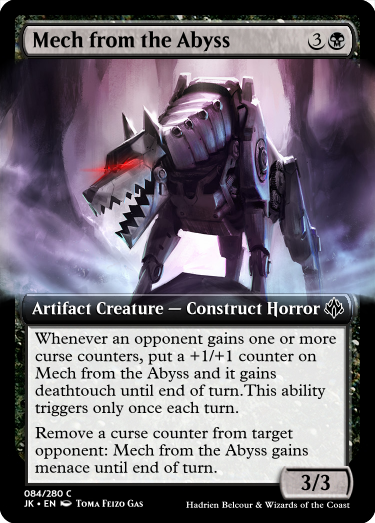 Mech from the Abyss 3
Artifact Creature — Construct Horror
Whenever an opponent gains one or more
curse counters, put a +1/+1 counter on
Mech from the Abyss and it gains
deathtouch until end of turn.This ability
triggers only once each turn.
Remove a curse counter from target
opponent: Mech from the Abyss gains
menace until end of turn.
3/3
084/280 C
JK • EN TOMA FEIZO GAS
Hadrien Belcour & Wizards of the Coast